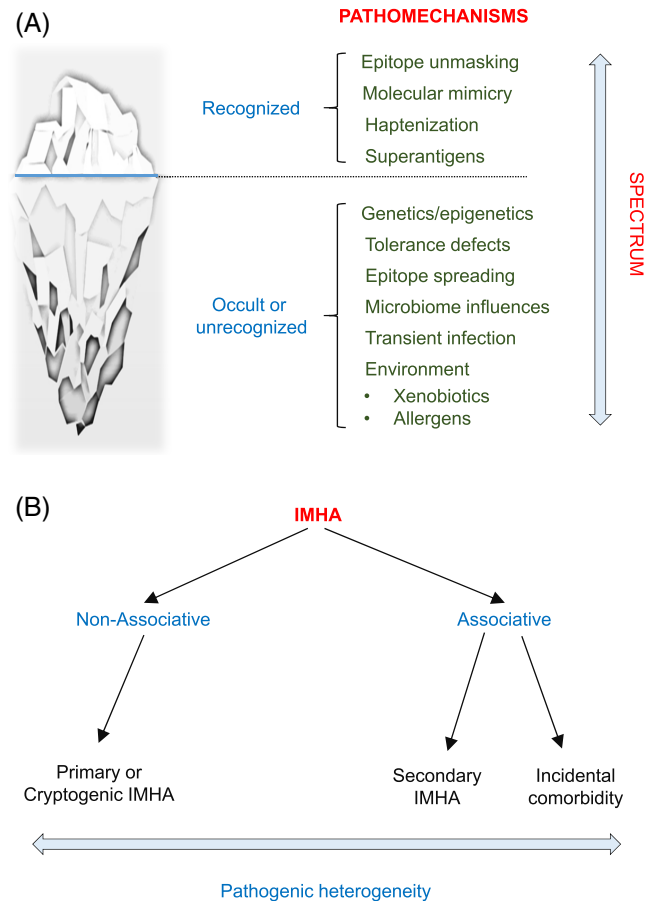 (A)
PATHOMECHANISMS
Recognized
Epitope unmasking
Molecular mimicry
Haptenization
Superantigens
Occult or
unrecognized
Genetics/epigenetics
Tolerance defects
Epitope spreading
Microbiome influences
Transient infection
Environment
• Xenobiotics
• Allergens
SPECTRUM
(B)
IMHA
Non-Associative
Associative
Primary or
Cryptogenic IMHA
Secondary
IMHA
Incidental
comorbidity
Pathogenic heterogeneity